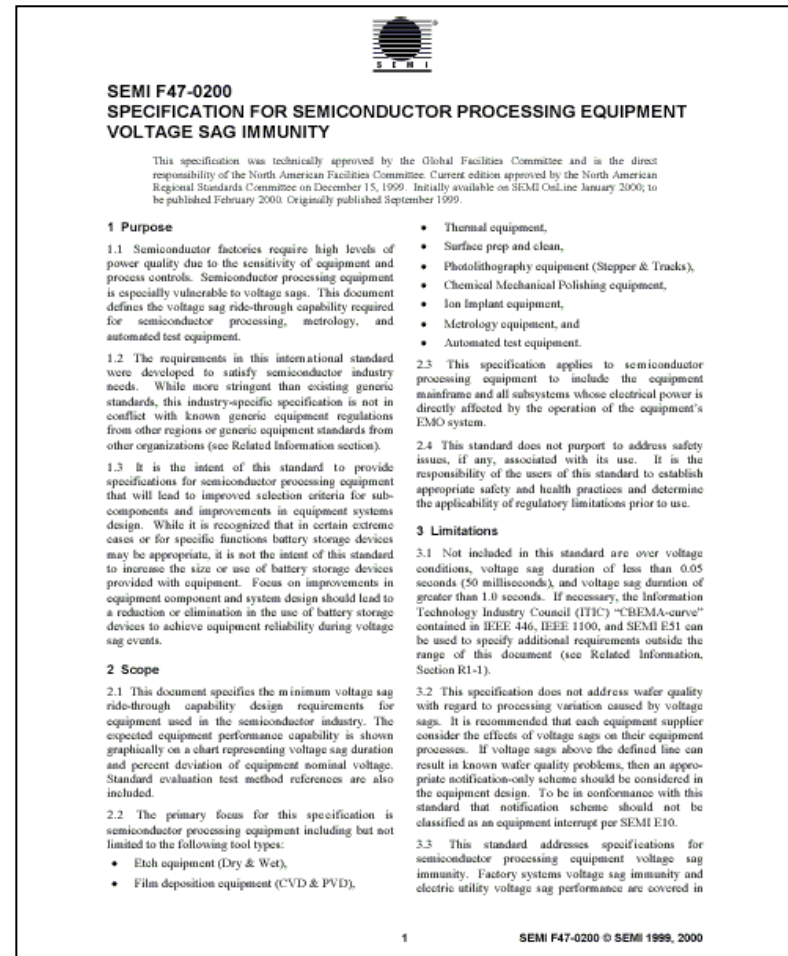 SEMI
SEMI F47-0200
SPECIFICATION FOR SEMICONDUCTOR PROCESSING EQUIPMENT
VOLTAGE SAG IMMUNITY
This specification was technically approved by the Global Facilities Committee and is the direct
responsibility of the North American Facilities Committee. Current edition approved by the North American
Regional Standards Committee on December 15, 1999. Initially available on SEMI OnLine January 2000; to
be published February 2000. Originally published September 1999.
1 Purpose
1.1 Semiconductor factories require high levels of
power quality due to the sensitivity of equipment and
process controls. Semiconductor processing equipment
is especially vulnerable to voltage sags. This document
defines the voltage sag ride-through capability required
for semiconductor processing, metrology, and
automated test equipment.
1.2 The requirements in this international standard
were developed to satisfy semiconductor industry
needs. While more stringent than existing generic
standards, this industry-specific specification is not in
conflict with known generic equipment regulations
from other regions or generic equipment standards from
other organizations (see Related Information section).
1.3 It is the intent of this standard to provide
specifications for semiconductor processing equipment
that will lead to improved selection criteria for sub-
components and improvements in equipment systems
design. While it is recognized that in certain extreme
cases or for specific functions battery storage devices
may be appropriate, it is not the intent of this standard
to increase the size or use of battery storage devices
provided with equipment. Focus on improvements in
equipment component and system design should lead to
a reduction or elimination in the use of battery storage
devices to achieve equipment reliability during voltage
sag events.
2 Scope
2.1 This document specifies the minimum voltage sag
ride-through capability design requirements for
equipment used in the semiconductor industry. The
expected equipment performance capability is shown
graphically on a chart representing voltage sag duration
and percent deviation of equipment nominal voltage.
Standard evaluation test method references are also
included.
2.2 The primary focus for this specification is
semiconductor processing equipment including but not
limited to the following tool types:
• Etch equipment (Dry & Wet),
• Film deposition equipment (CVD & PVD),
• Thermal equipment,
• Surface prep and clean,
• Photolithography equipment (Stepper & Tracks),
• Chemical Mechanical Polishing equipment,
• Ion Implant equipment,
• Metrology equipment, and
• Automated test equipment.
2.3 This specification applies to semiconductor
processing equipment to include the equipment
mainframe and all subsystems whose electrical power is
directly affected by the operation of the equipment's
EMO system.
2.4 This standard does not purport to address safety
issues, if any, associated with its use. It is the
responsibility of the users of this standard to establish
appropriate safety and health practices and determine
the applicability of regulatory limitations prior to use.
3 Limitations
3.1 Not included in this standard are over voltage
conditions, voltage sag duration of less than 0.05
seconds (50 milliseconds), and voltage sag duration of
greater than 1.0 seconds. If necessary, the Information
Technology Industry Council (ITIC) “CBEMA-curve”
contained in IEEE 446, IEEE 1100, and SEMI E51 can
be used to specify additional requirements outside the
range of this document (see Related Information,
Section R1-1).
3.2 This specification does not address wafer quality
with regard to processing variation caused by voltage
sags. It is recommended that each equipment supplier
consider the effects of voltage sags on their equipment
processes. If voltage sags above the defined line can
result in known wafer quality problems, then an appro-
priate notification-only scheme should be considered in
the equipment design. To be in conformance with this
standard that notification scheme should not be
classified as an equipment interrupt per SEMI E10.
3.3 This standard addresses specifications for
semiconductor processing equipment voltage sag
immunity. Factory systems voltage sag immunity and
electric utility voltage sag performance are covered in
1 SEMI F47-0200 © SEMI 1999, 2000